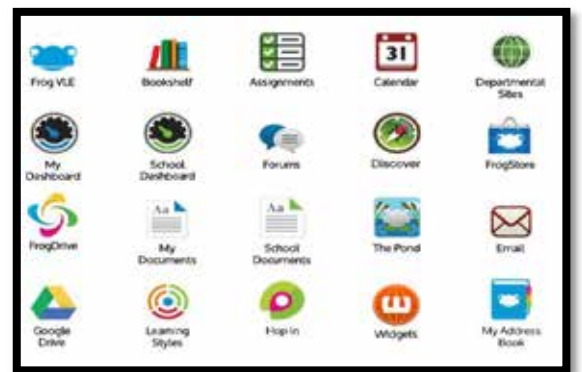 31
Frog VLE Bookshelf Assignments Calendar Departmental
Sites
My School Forums Discover FrogStore
Dashboard Dashboard
Aa Aa
FrogDrive My School The Pond Email
Documents Documents
Google Learning Hop In Widgets My Address
Drive Styles Book